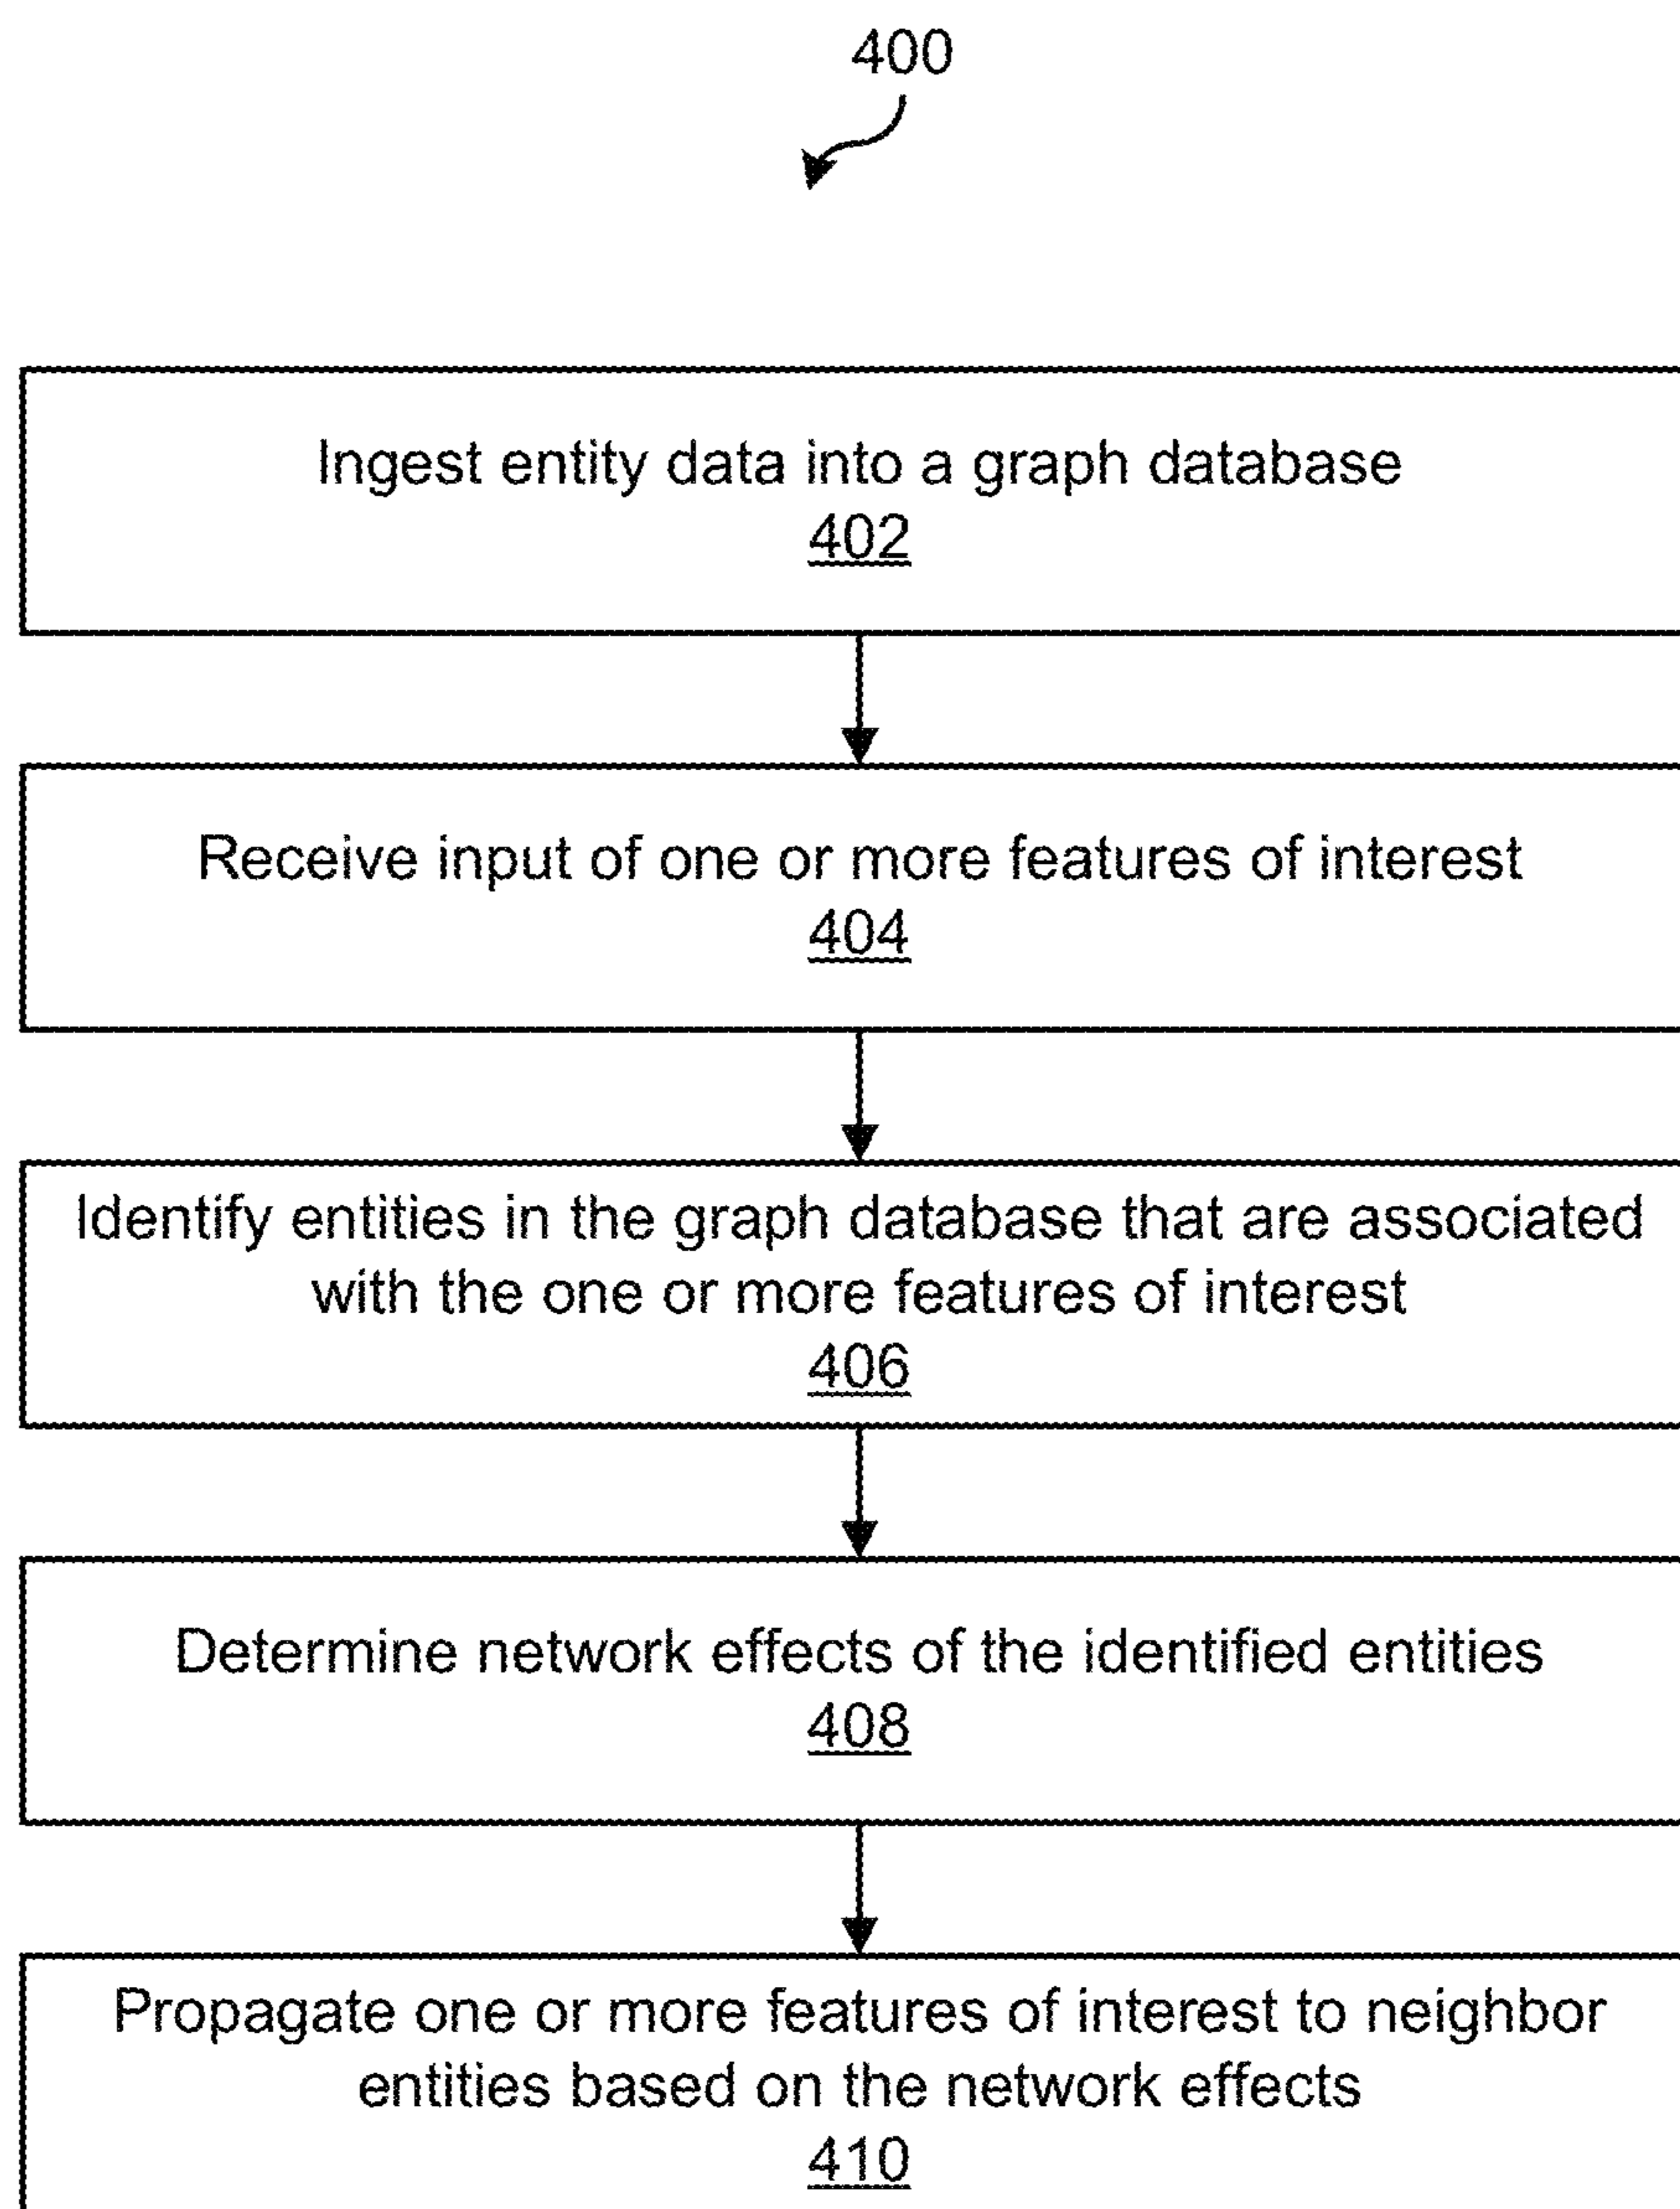 400
Ingest entity data into a graph database
402
Receive input of one or more features of interest
404
Identify entities in the graph database that are associated
with the one or more features of interest
406
Determine network effects of the identified entities
408
Propagate one or more features of interest to neighbor
entities based on the network effects
410